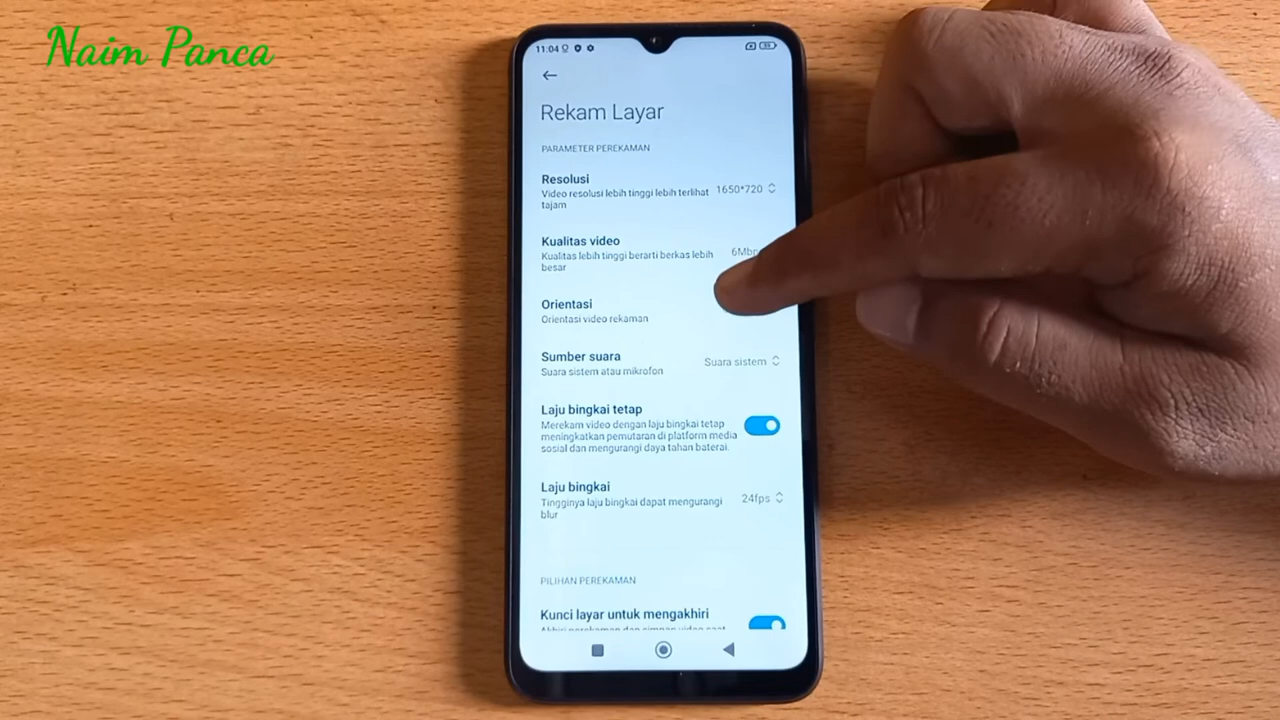 Naim Panca
11:04
Rekam Layar
PARAMETER PEREKAMAN
Resolusi
Video resolusi lebih tinggi lebih terlihat
tajam
1650*720
Kualitas video
Kualitas lebih tinggi berarti berkas lebih
besar
6Mbp
Orientasi
Orientasi video rekaman
Sumber suara
Suara sistem atau mikrofon
Suara sistem
Laju bingkai tetap
Merekam video dengan laju bingkai tetap
meningkatkan pemutaran di platform media
sosial dan mengurangi daya tahan baterai.
Laju bingkai
Tingginya laju bingkai dapat mengurangi
blur
24fps
PILIHAN PEREKAMAN
Kunci layar untuk mengakhiri